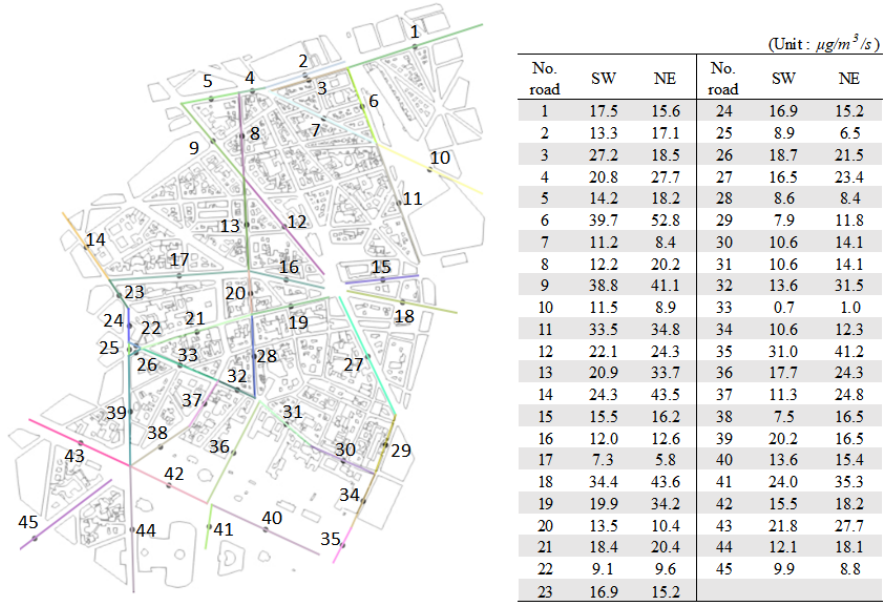 1
2
3
4
5
6
7
8
9
10
11
12
13
14
15
16
17
18
19
20
21
22
23
24
25
26
27
28
29
30
31
32
33
34
35
36
37
38
39
40
41
42
43
44
45
(Unit : μg/m³/s)
No. road SW NE No. road SW NE
1 17.5 15.6 24 16.9 15.2
2 13.3 17.1 25 8.9 6.5
3 27.2 18.5 26 18.7 21.5
4 20.8 27.7 27 16.5 23.4
5 14.2 18.2 28 8.6 8.4
6 39.7 52.8 29 7.9 11.8
7 11.2 8.4 30 10.6 14.1
8 12.2 20.2 31 10.6 14.1
9 38.8 41.1 32 13.6 31.5
10 11.5 8.9 33 0.7 1.0
11 33.5 34.8 34 10.6 12.3
12 22.1 24.3 35 31.0 41.2
13 20.9 33.7 36 17.7 24.3
14 24.3 43.5 37 11.3 24.8
15 15.5 16.2 38 7.5 16.5
16 12.0 12.6 39 20.2 16.5
17 7.3 5.8 40 13.6 15.4
18 34.4 43.6 41 24.0 35.3
19 19.9 34.2 42 15.5 18.2
20 13.5 10.4 43 21.8 27.7
21 18.4 20.4 44 12.1 18.1
22 9.1 9.6 45 9.9 8.8
23 16.9 15.2